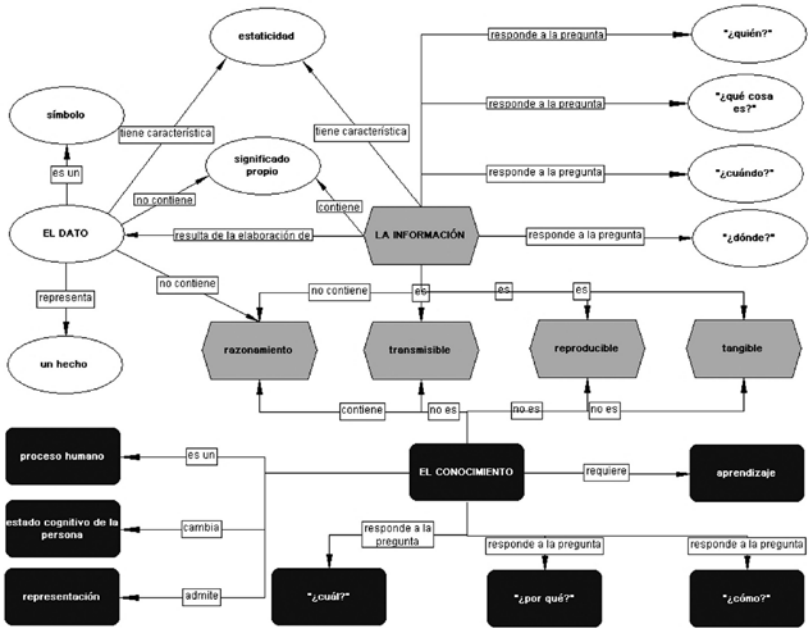 estaticidad
responde a la pregunta
"¿quién?"
símbolo
responde a la pregunta
"¿qué cosa
es?"
tiene característica
tiene característica
significado
propio
es un
responde a la pregunta
"¿cuándo?"
no contiene
contiene
EL DATO
resulta de la elaboración de
LA INFORMACIÓN
responde a la pregunta
"¿dónde?"
no contiene
representa
no contiene
es
es
es
un hecho
razonamiento
transmisible
reproducible
tangible
contiene
no es
no es
no es
proceso humano
es un
EL CONOCIMIENTO
requiere
aprendizaje
estado cognitivo de la
persona
cambia
responde a la
pregunta
responde a la pregunta
responde a la pregunta
representación
admite
"¿cuál?"
"¿por qué?"
"¿cómo?"